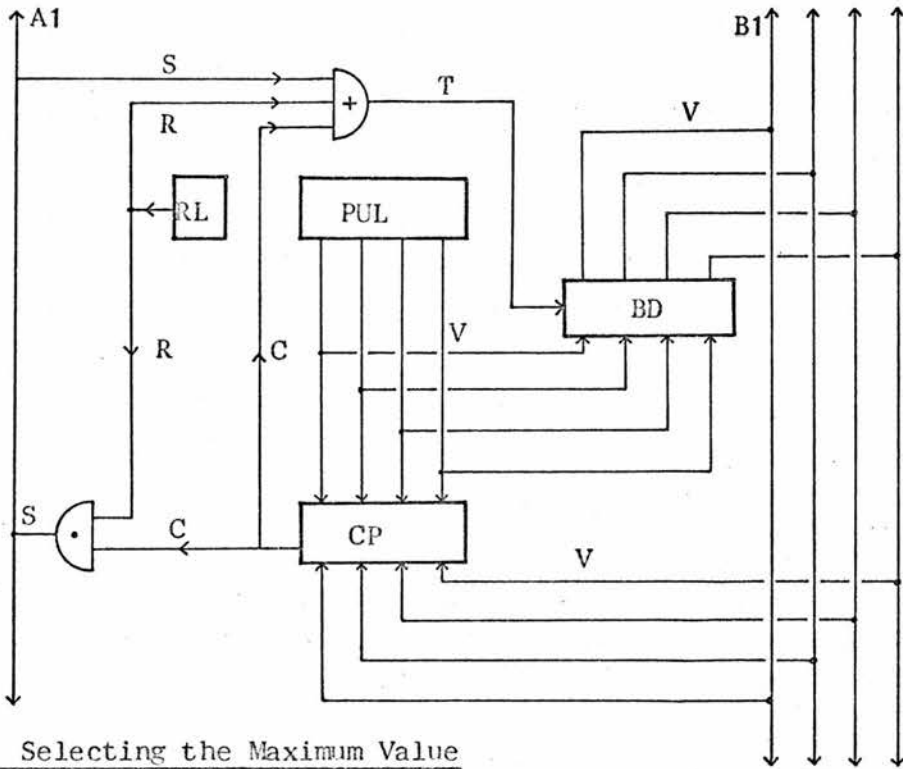 A1
B1
S
T
+
V
R
RL
PUL
BD
R
C
V
S
.
C
CP
V
Selecting the Maximum Value